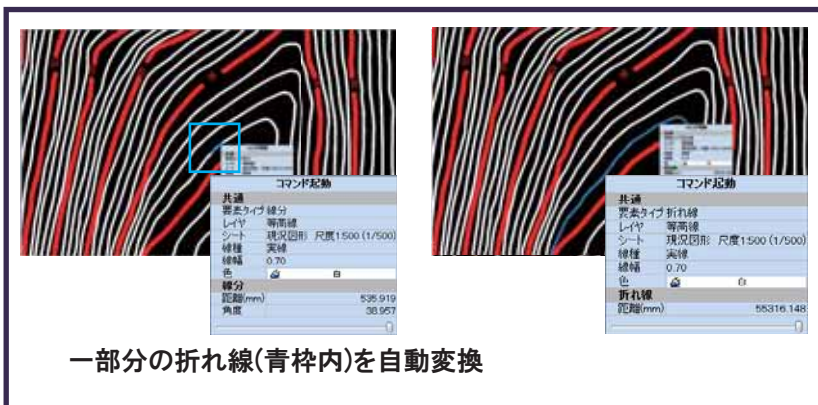 コマンド起動
共通
要素タイプ 線分
レイヤ 等高線
シート 現況図形 尺度1:500 (1/500)
線種 実線
線幅 0.70
色 白
線分
距離(mm) 535.919
角度 38.957
コマンド起動
共通
要素タイプ 折れ線
レイヤ 等高線
シート 現況図形 尺度1:500 (1/500)
線種 実線
線幅 0.70
色 白
折れ線
距離(mm) 55316.148
一部分の折れ線(青枠内)を自動変換